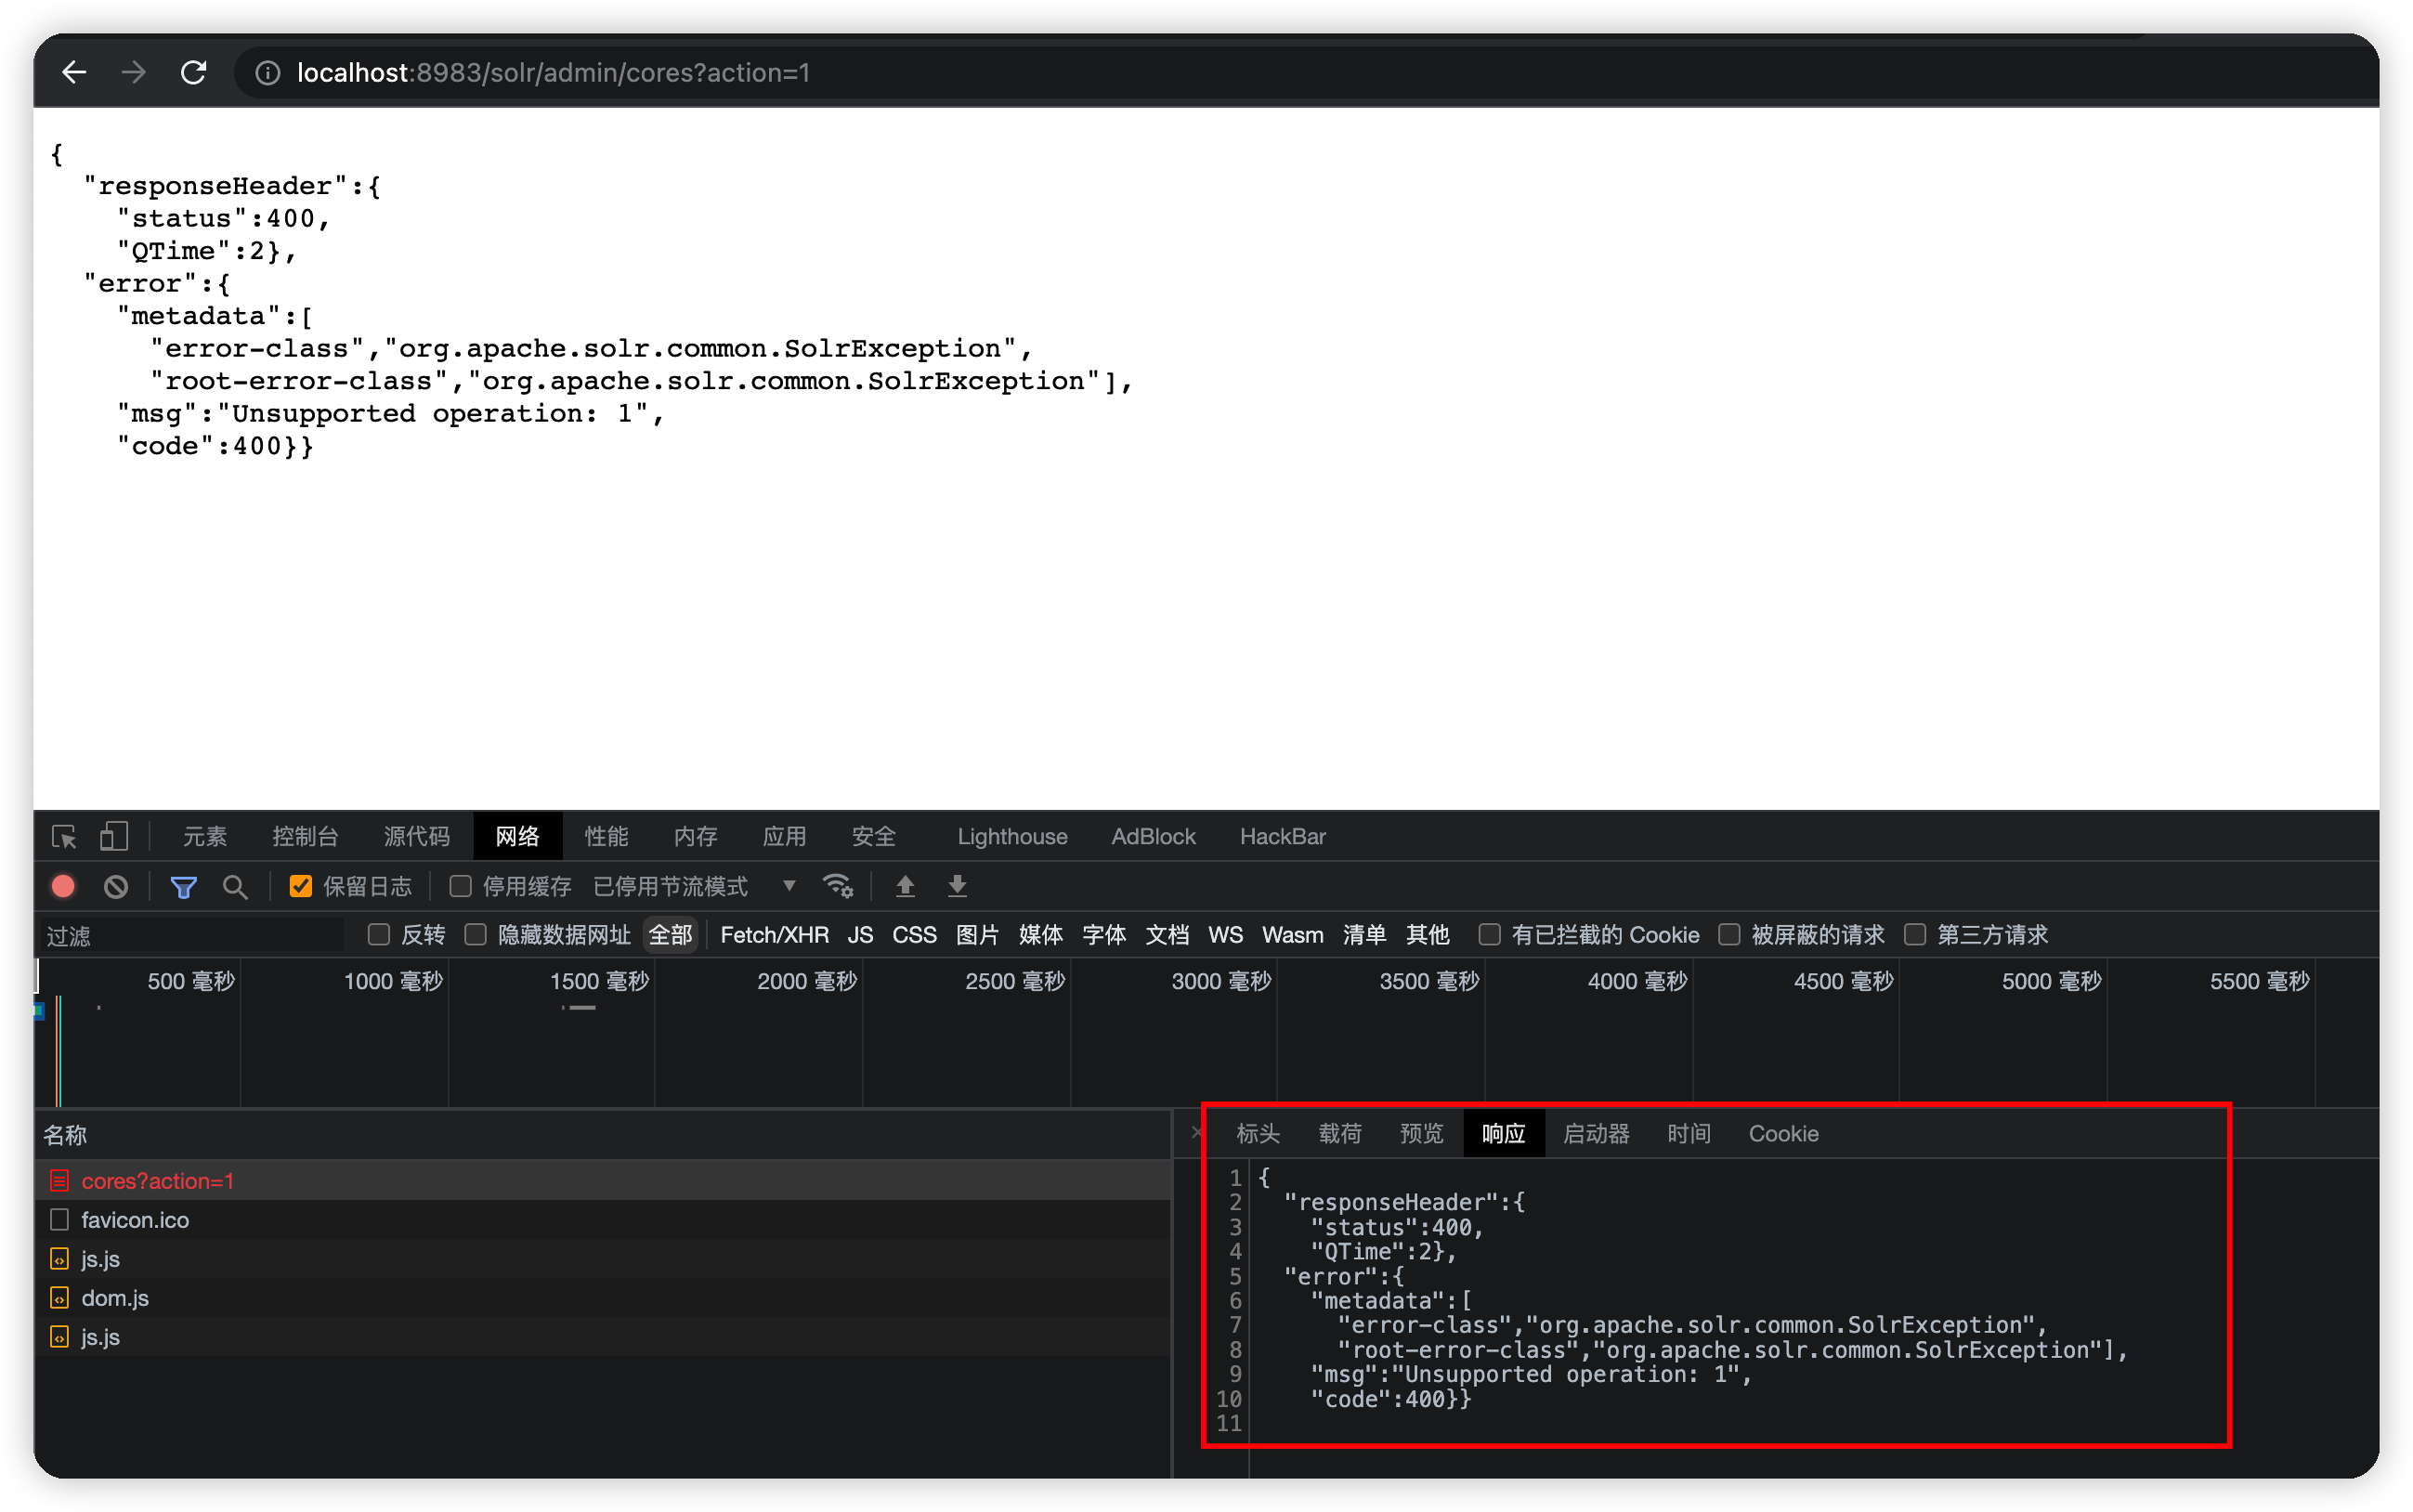 localhost:8983/solr/admin/cores?action=1
{
"responseHeader":{
"status":400,
"QTime":2},
"error":{
"metadata":[
"error-class","org.apache.solr.common.SolrException",
"root-error-class","org.apache.solr.common.SolrException"],
"msg":"Unsupported operation: 1",
"code":400}}
元素 控制台 源代码 网络 性能 内存 应用 安全 Lighthouse AdBlock HackBar
保留日志 停用缓存 已停用节流模式
过滤 反转 隐藏数据网址 全部 Fetch/XHR JS CSS 图片 媒体 字体 文档 WS Wasm 清单 其他 有已拦截的 Cookie 被屏蔽的请求 第三方请求
500 毫秒 1000 毫秒 1500 毫秒 2000 毫秒 2500 毫秒 3000 毫秒 3500 毫秒 4000 毫秒 4500 毫秒 5000 毫秒 5500 毫秒
名称
cores?action=1
favicon.ico
js.js
dom.js
js.js
× 标头 载荷 预览 响应 启动器 时间 Cookie
1 {
2 "responseHeader":{
3 "status":400,
4 "QTime":2},
5 "error":{
6 "metadata":[
7 "error-class","org.apache.solr.common.SolrException",
8 "root-error-class","org.apache.solr.common.SolrException"],
9 "msg":"Unsupported operation: 1",
10 "code":400}}
11